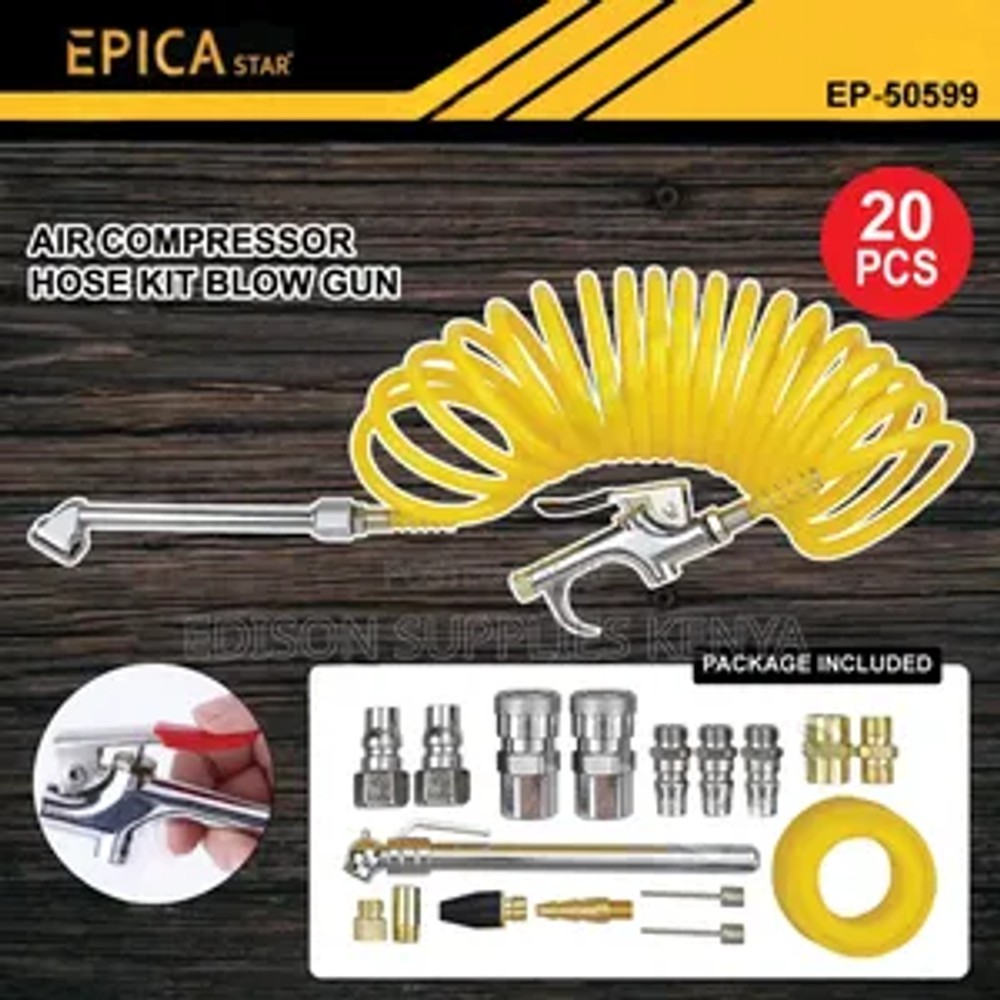 EPICA STAR®
EP-50599
20
PCS
AIR COMPRESSOR
HOSE KIT BLOW GUN
EDISON SUPPLIES KENYA
PACKAGE INCLUDED